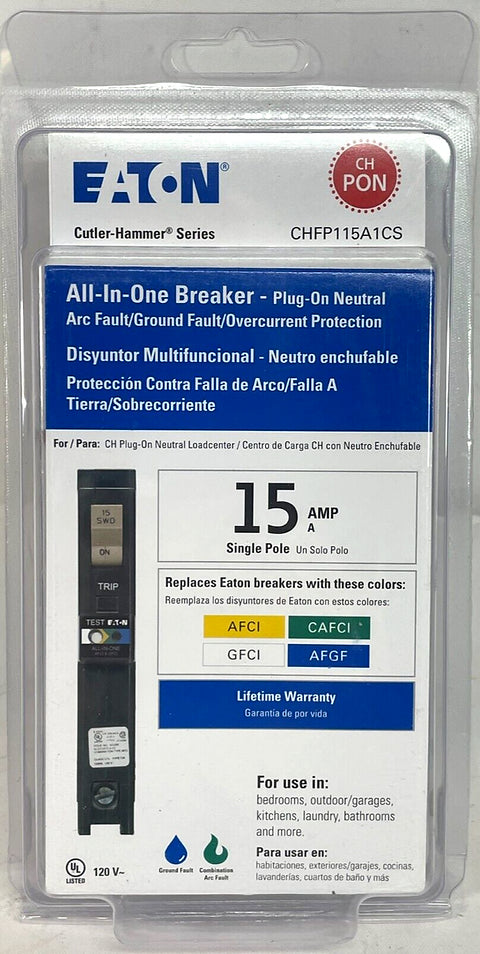 EATON®
CH
PON
Cutler-Hammer® Series
CHFP115A1CS
All-In-One Breaker - Plug-On Neutral
Arc Fault/Ground Fault/Overcurrent Protection
Disyuntor Multifuncional - Neutro enchufable
Protección Contra Falla de Arco/Falla A
Tierra/Sobrecorriente
For / Para: CH Plug-On Neutral Loadcenter / Centro de Carga CH con Neutro Enchufable
15
SWD
ON
TRIP
TEST EATON
ALL-IN-ONE
15 AMP
A
Single Pole Un Solo Polo
Replaces Eaton breakers with these colors:
Reemplaza los disyuntores de Eaton con estos colores:
AFCI CAFCI
GFCI AFGF
Lifetime Warranty
Garantía de por vida
For use in:
bedrooms, outdoor/garages,
kitchens, laundry, bathrooms
and more.
Para usar en:
habitaciones, exteriores/garajes, cocinas,
lavanderías, cuartos de baño y más
Ground Fault
Combination
Arc Fault
UL
LISTED
120 V~